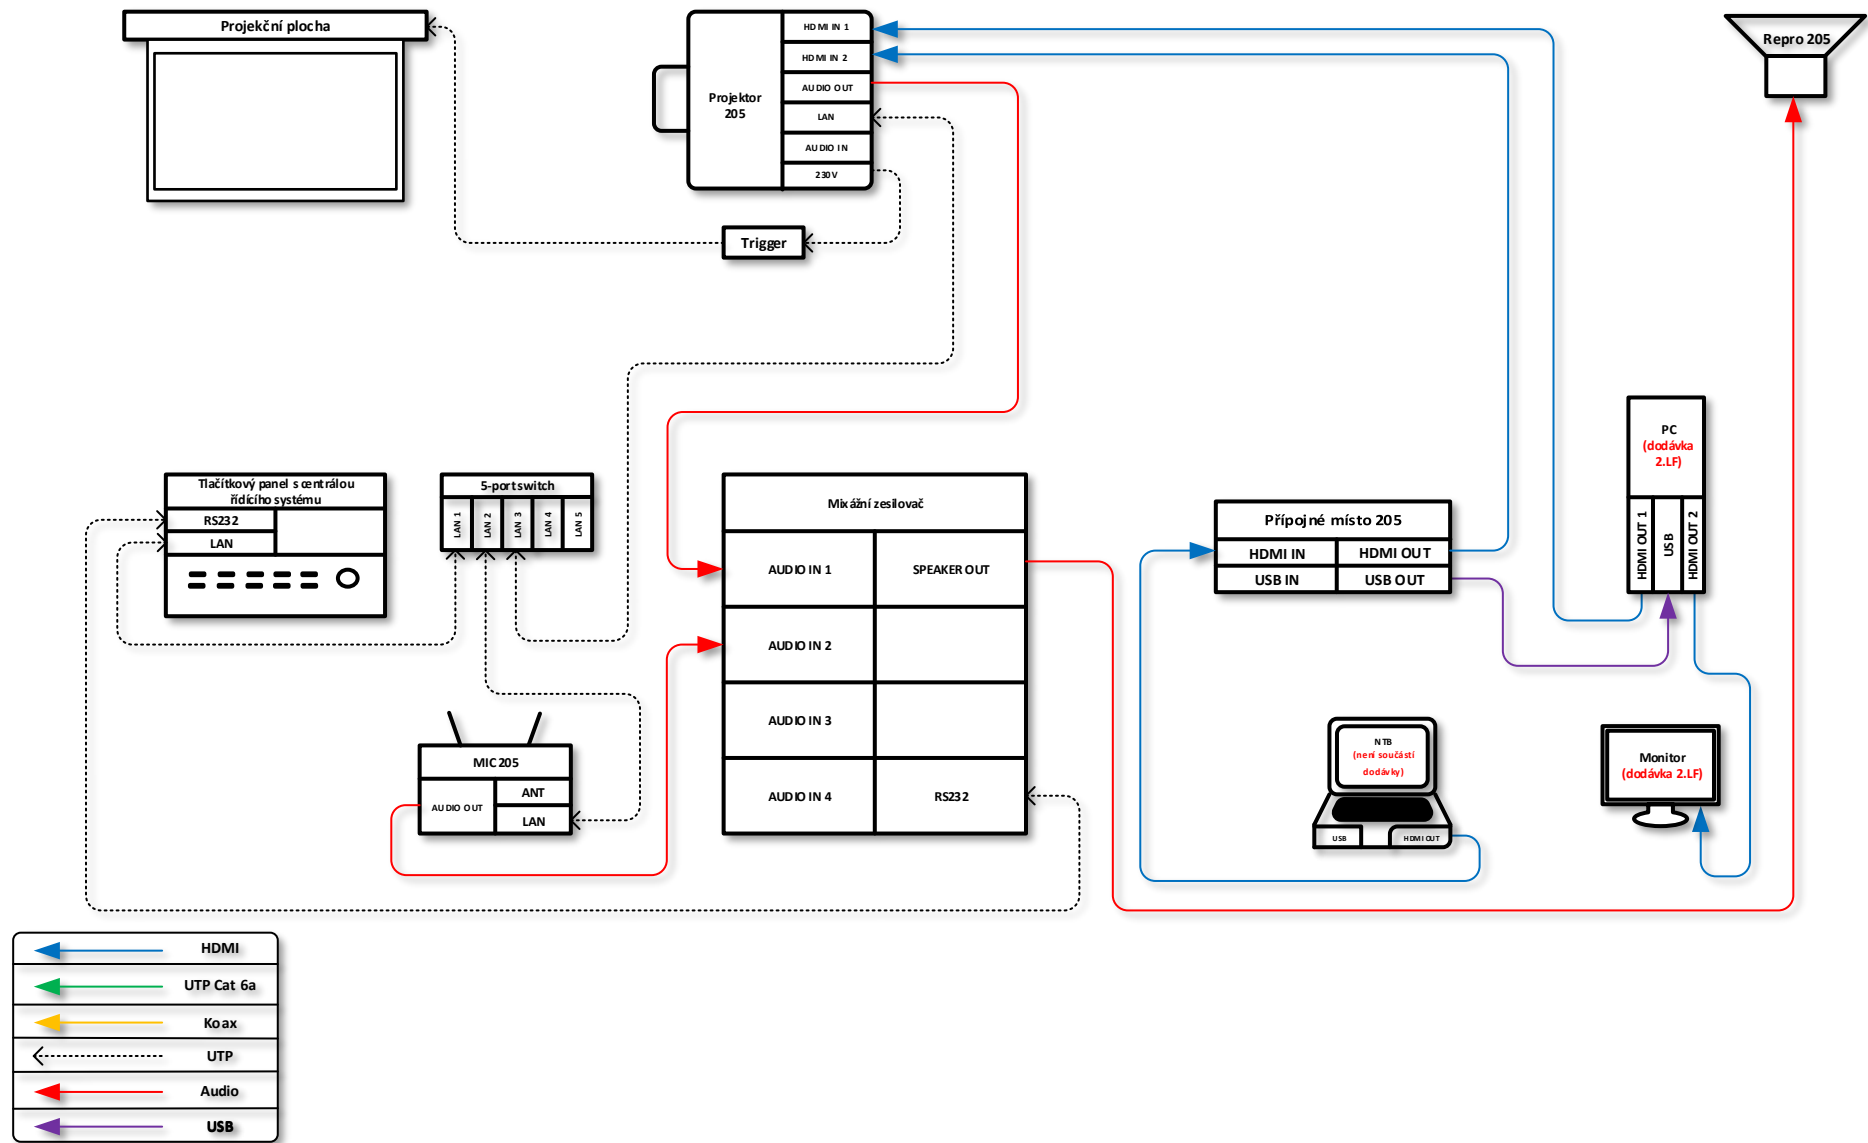 Projekční plocha
Projektor
205
HDMI IN 1
HDMI IN 2
AUDIO OUT
LAN
AUDIO IN
230V
Repro 205
Trigger
PC
(dodávka
2.LF)
HDMI OUT 1
USB
HDMI OUT 2
Tlačítkový panel s centrálou
řídícího systému
RS232
LAN
5-port switch
LAN 1
LAN 2
LAN 3
LAN 4
LAN 5
Mixážní zesilovač
AUDIO IN 1
SPEAKER OUT
AUDIO IN 2
AUDIO IN 3
AUDIO IN 4
RS232
Přípojné místo 205
HDMI IN
HDMI OUT
USB IN
USB OUT
MIC 205
AUDIO OUT
ANT
LAN
NTB
(není součástí
dodávky)
USB
HDMI OUT
Monitor
(dodávka 2.LF)
HDMI
UTP Cat 6a
Koax
UTP
Audio
USB